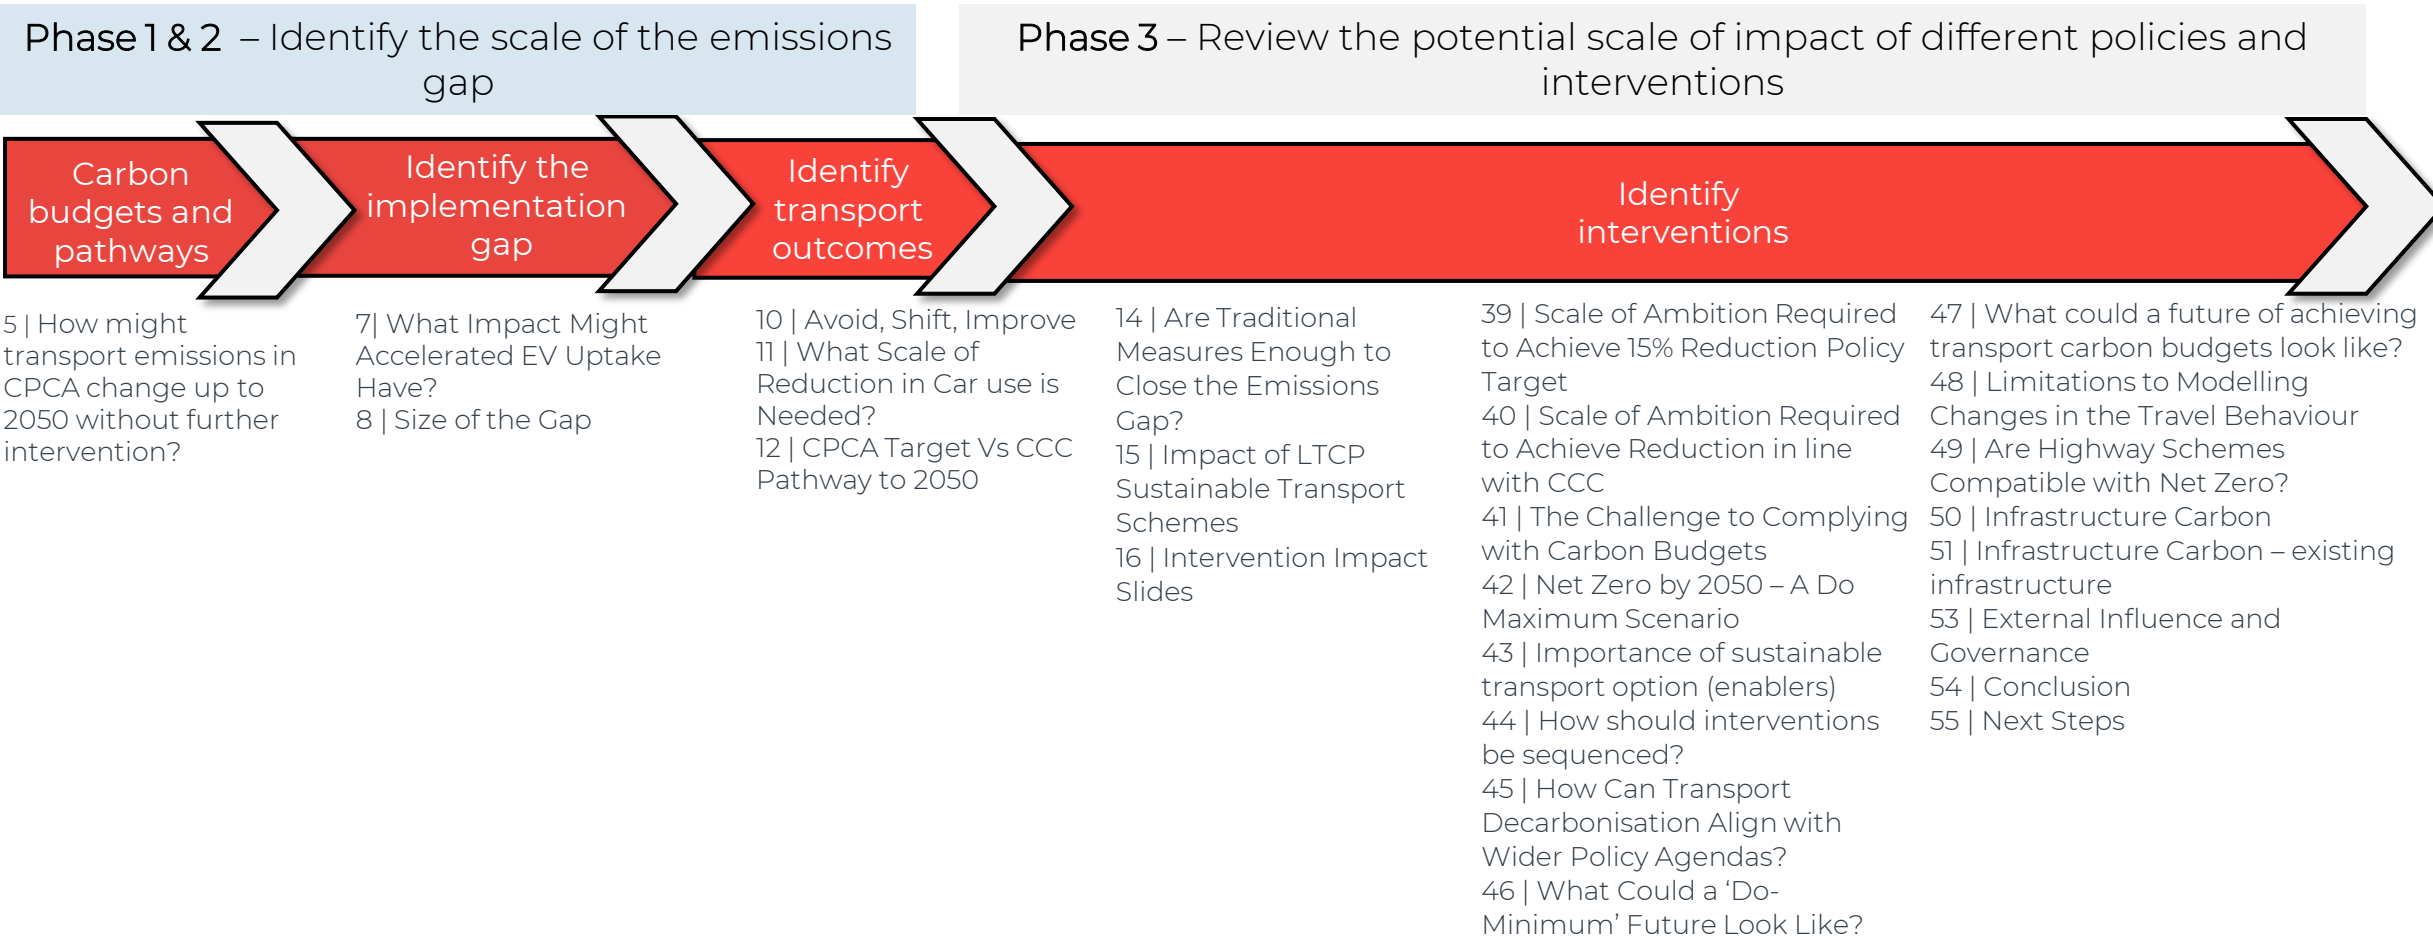 Phase 1 & 2 – Identify the scale of the emissions
gap
Phase 3 – Review the potential scale of impact of different policies and
interventions
Carbon
budgets and
pathways
Identify the
implementation
gap
Identify
transport
outcomes
Identify
interventions
5 | How might
transport emissions in
CPCA change up to
2050 without further
intervention?
7| What Impact Might
Accelerated EV Uptake
Have?
8 | Size of the Gap
10 | Avoid, Shift, Improve
11 | What Scale of
Reduction in Car use is
Needed?
12 | CPCA Target Vs CCC
Pathway to 2050
14 | Are Traditional
Measures Enough to
Close the Emissions
Gap?
15 | Impact of LTCP
Sustainable Transport
Schemes
16 | Intervention Impact
Slides
39 | Scale of Ambition Required
to Achieve 15% Reduction Policy
Target
40 | Scale of Ambition Required
to Achieve Reduction in line
with CCC
41 | The Challenge to Complying
with Carbon Budgets
42 | Net Zero by 2050 – A Do
Maximum Scenario
43 | Importance of sustainable
transport option (enablers)
44 | How should interventions
be sequenced?
45 | How Can Transport
Decarbonisation Align with
Wider Policy Agendas?
46 | What Could a ‘Do-
Minimum’ Future Look Like?
47 | What could a future of achieving
transport carbon budgets look like?
48 | Limitations to Modelling
Changes in the Travel Behaviour
49 | Are Highway Schemes
Compatible with Net Zero?
50 | Infrastructure Carbon
51 | Infrastructure Carbon – existing
infrastructure
53 | External Influence and
Governance
54 | Conclusion
55 | Next Steps